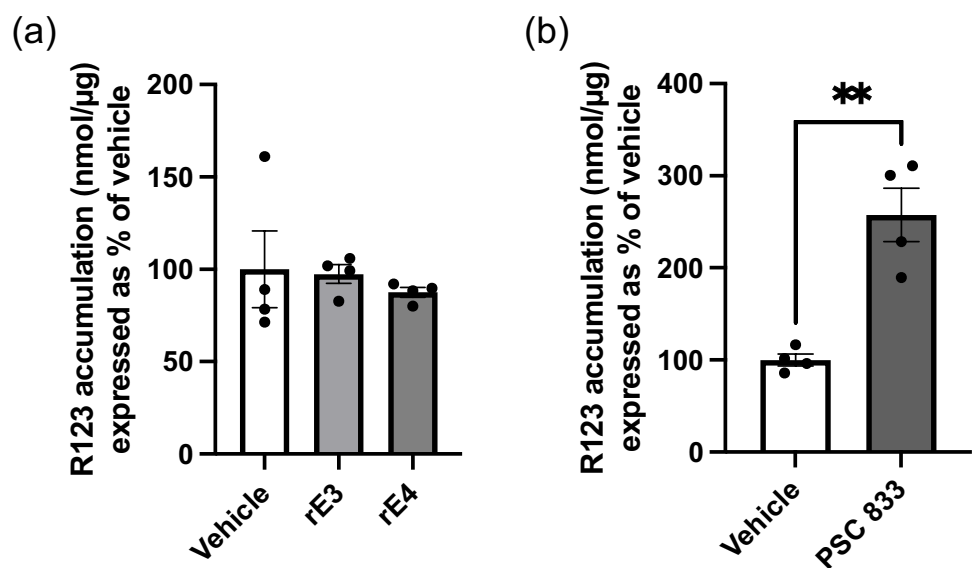 (a)
R123 accumulation (nmol/µg)
expressed as % of vehicle
200
150
100
50
0
Vehicle
rE3
rE4
(b)
R123 accumulation (nmol/µg)
expressed as % of vehicle
400
300
200
100
0
**
Vehicle
PSC 833